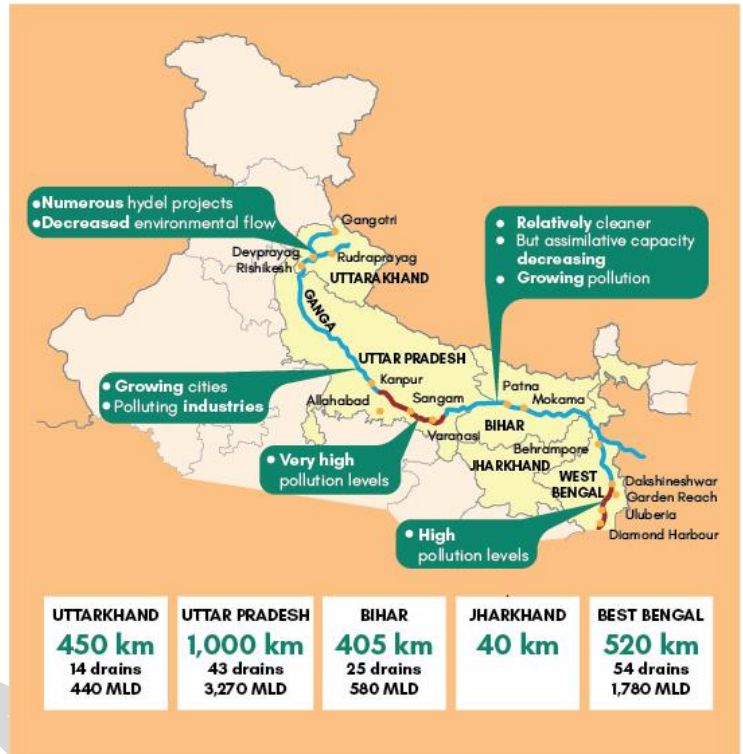 ●Numerous hydel projects
●Decreased environmental flow
Gangotri
Devprayag
Rishikesh
Rudraprayag
UTTARAKHAND
● Relatively cleaner
● But assimilative capacity
decreasing
● Growing pollution
GANGA
UTTAR PRADESH
● Growing cities
● Polluting industries
Kanpur
Allahabad
Sangam
Varanasi
Patna
Mokama
BIHAR
Behrampore
JHARKHAND
WEST
BENGAL
● Very high
pollution levels
Dakshineshwar
Garden Reach
Uluberia
Diamond Harbour
● High
pollution levels
UTTARKHAND
450 km
14 drains
440 MLD
UTTAR PRADESH
1,000 km
43 drains
3,270 MLD
BIHAR
405 km
25 drains
580 MLD
JHARKHAND
40 km
BEST BENGAL
520 km
54 drains
1,780 MLD